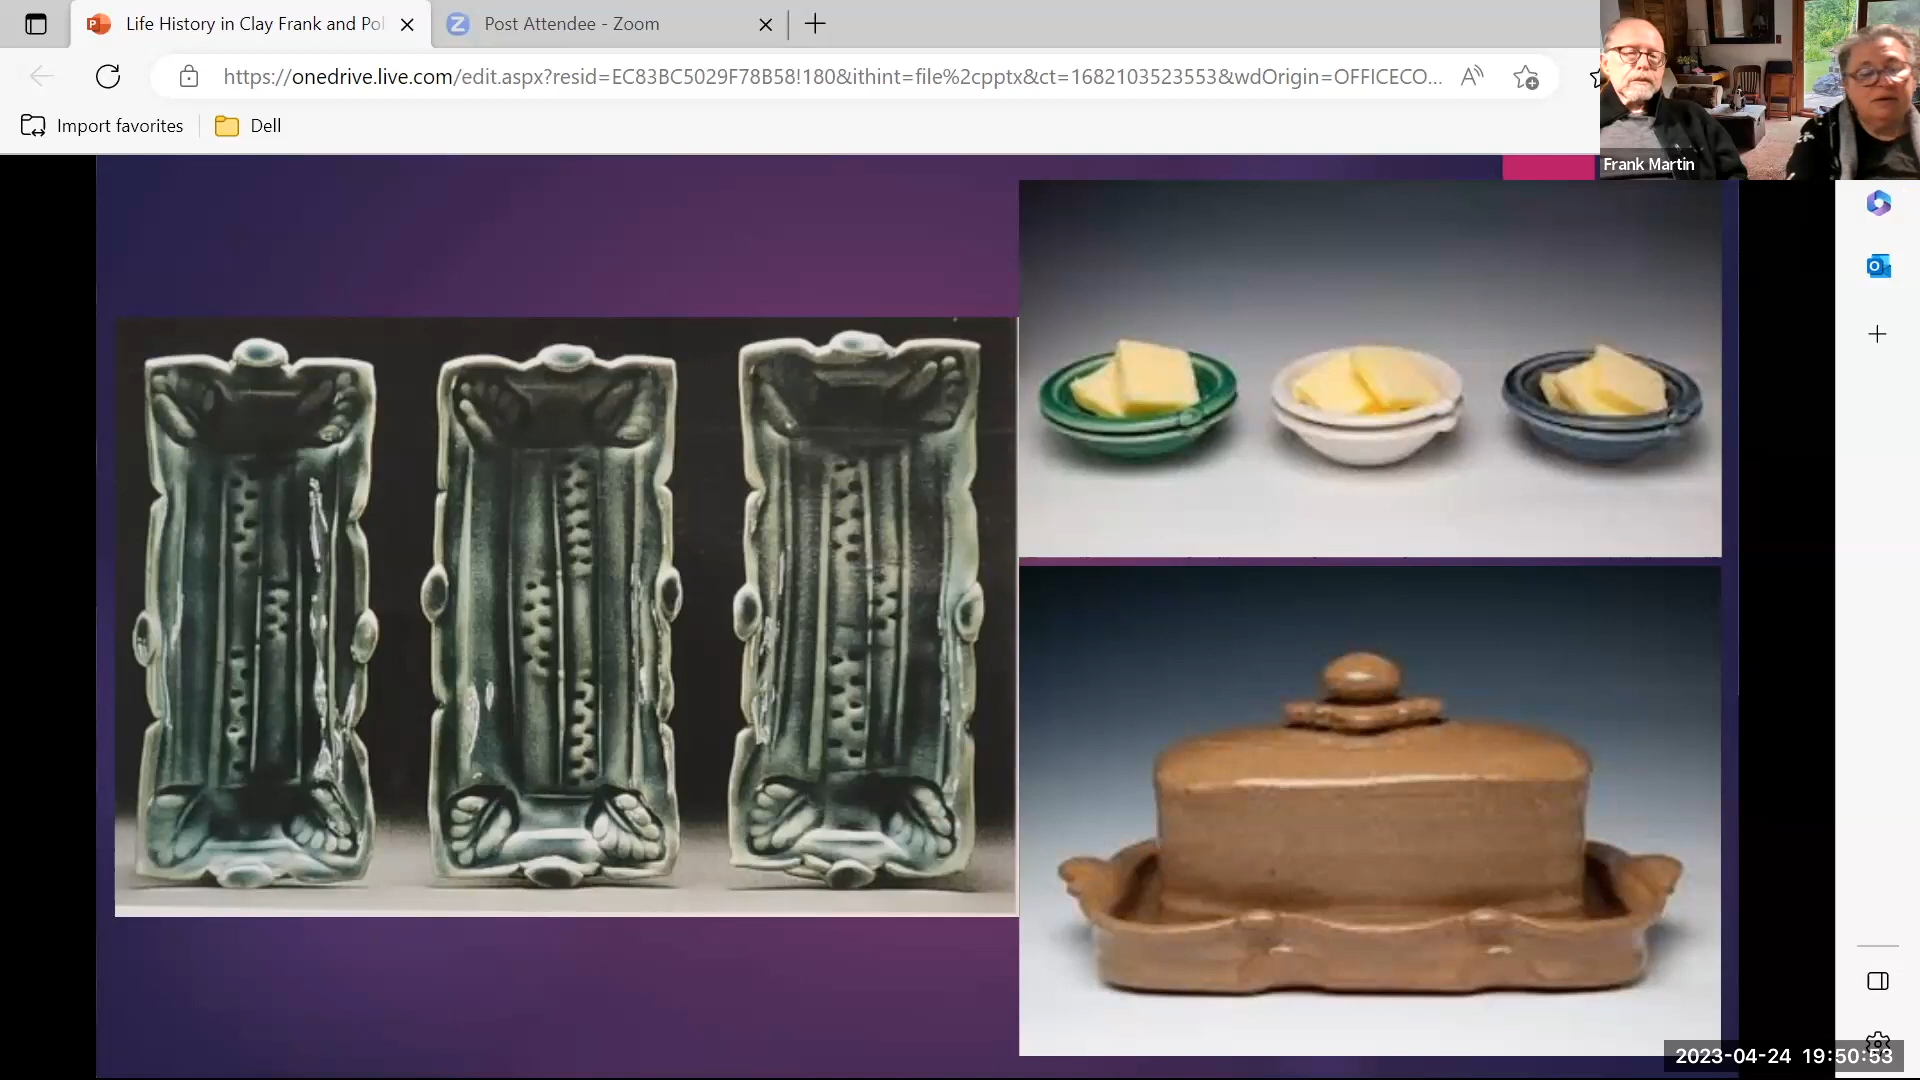 Life History in Clay Frank and Pol
Post Attendee - Zoom
https://onedrive.live.com/edit.aspx?resid=EC83BC5029F78B58!180&ithint=file%2cpptx&ct=1682103523553&wdOrigin=OFFICECO...
Import favorites
Dell
Frank Martin
2023-04-24 19:50:53